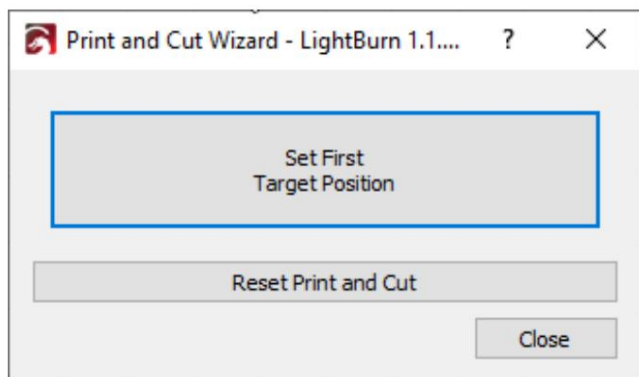 Print and Cut Wizard - LightBurn 1.1....
?
Set First
Target Position
Reset Print and Cut
Close